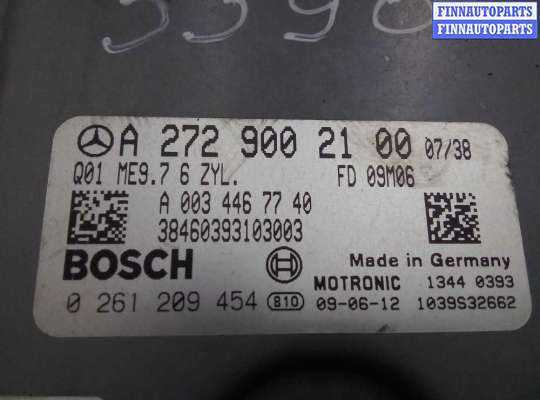 FINNAUTOPARTS
FINNAUTOPARTS
A 272 900 21 00 07/38
Q01 ME9.7 6 ZYL. FD 09M06
A 003 446 77 40
38460393103003
BOSCH
Made in Germany
MOTRONIC 1344 0393
0 261 209 454 810 09-06-12 1039S32662